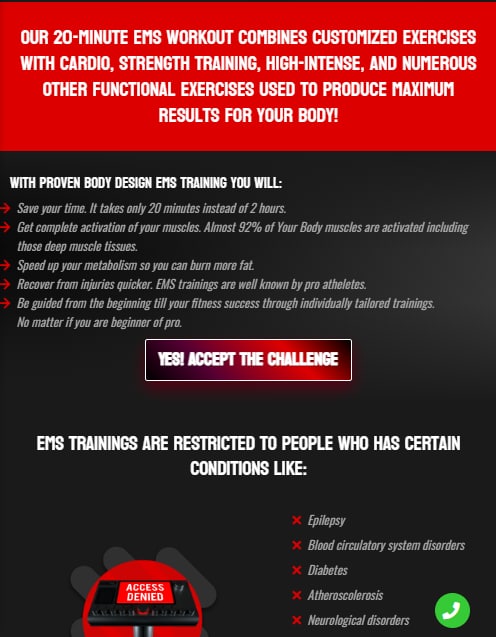 OUR 20-MINUTE EMS WORKOUT COMBINES CUSTOMIZED EXERCISES
WITH CARDIO, STRENGTH TRAINING, HIGH-INTENSE, AND NUMEROUS
OTHER FUNCTIONAL EXERCISES USED TO PRODUCE MAXIMUM
RESULTS FOR YOUR BODY!
WITH PROVEN BODY DESIGN EMS TRAINING YOU WILL:
Save your time. It takes only 20 minutes instead of 2 hours.
Get complete activation of your muscles. Almost 92% of Your Body muscles are activated including
those deep muscle tissues.
Speed up your metabolism so you can burn more fat.
Recover from injuries quicker. EMS trainings are well known by pro atheletes.
Be guided from the beginning till your fitness success through individually tailored trainings.
No matter if you are beginner of pro.
YES! ACCEPT THE CHALLENGE
EMS TRAININGS ARE RESTRICTED TO PEOPLE WHO HAS CERTAIN
CONDITIONS LIKE:
Epilepsy
Blood circulatory system disorders
Diabetes
Atheroscolerosis
Neurological disorders
ACCESS
DENIED